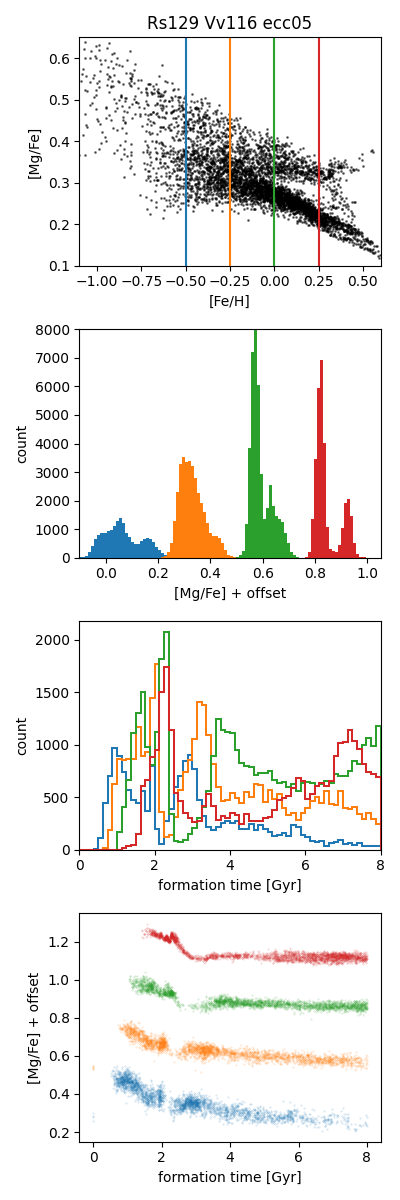 Rs129 Vv116 ecc05
[Mg/Fe]
0.6
0.5
0.4
0.3
0.2
0.1
−1.00 −0.75 −0.50 −0.25 0.00 0.25 0.50
[Fe/H]
count
8000
7000
6000
5000
4000
3000
2000
1000
0
0.0 0.2 0.4 0.6 0.8 1.0
[Mg/Fe] + offset
count
2000
1500
1000
500
0
0 2 4 6 8
formation time [Gyr]
[Mg/Fe] + offset
1.2
1.0
0.8
0.6
0.4
0.2
0 2 4 6 8
formation time [Gyr]